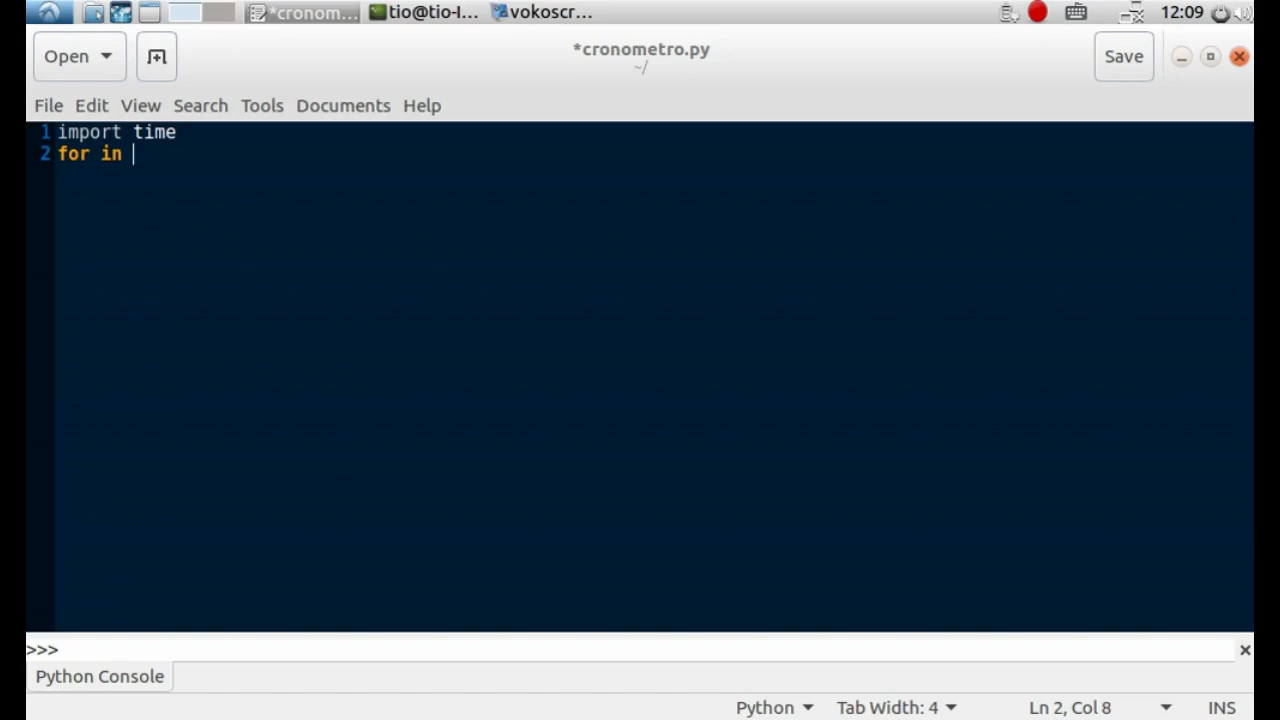 *cronom... tio@tio-l... vokoscr... 12:09
Open *cronometro.py Save
~/
File Edit View Search Tools Documents Help
1 import time
2 for in
>>>
Python Console
Python Tab Width: 4 Ln 2, Col 8 INS